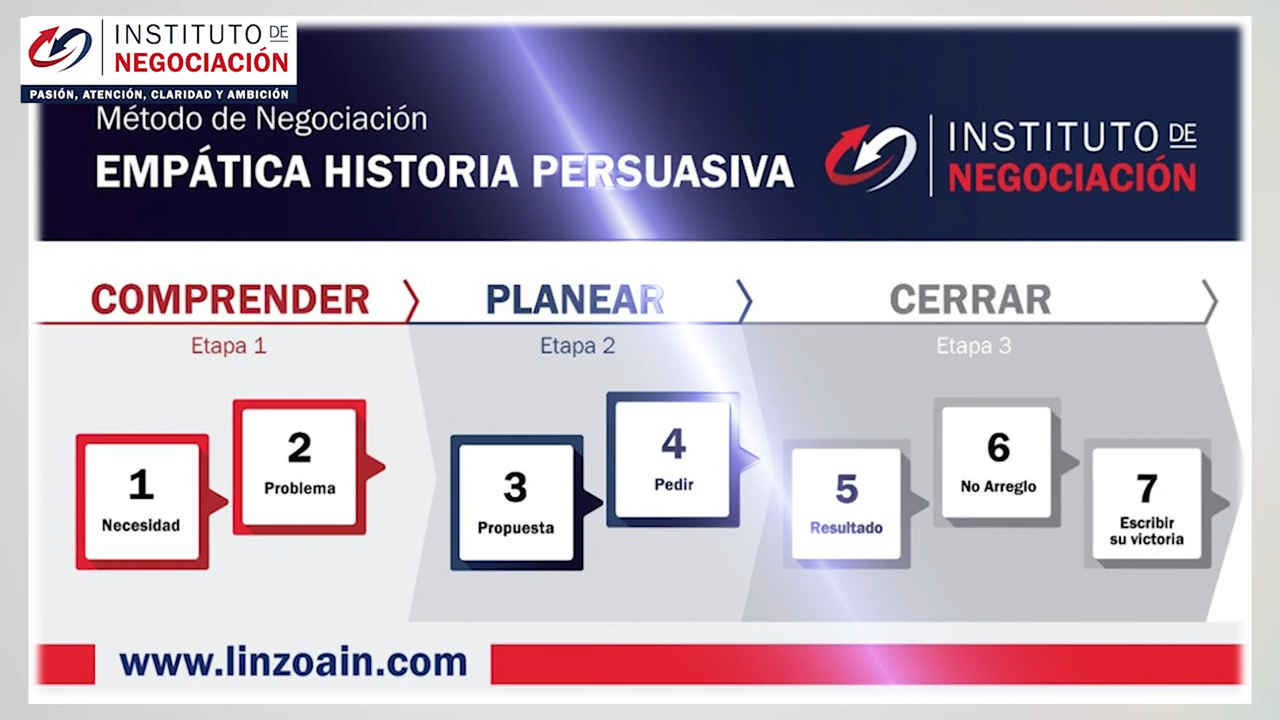 INSTITUTO DE
NEGOCIACIÓN
PASIÓN, ATENCIÓN, CLARIDAD Y AMBICIÓN
Método de Negociación
EMPÁTICA HISTORIA PERSUASIVA
INSTITUTO DE
NEGOCIACIÓN
COMPRENDER
Etapa 1
PLANEAR
Etapa 2
CERRAR
Etapa 3
1
Necesidad
2
Problema
3
Propuesta
4
Pedir
5
Resultado
6
No Arreglo
7
Escribir
su victoria
www.linzoain.com